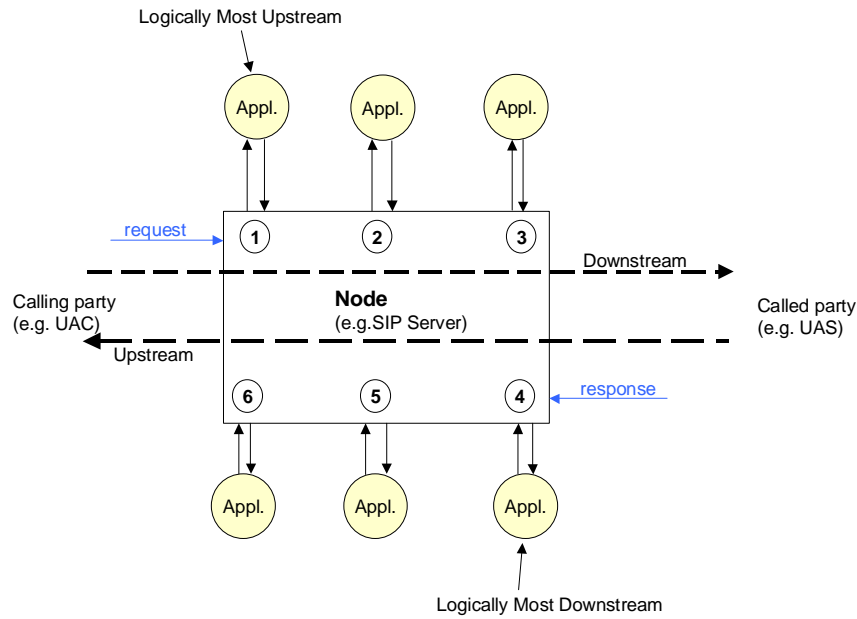 Logically Most Upstream
Appl.
Appl.
Appl.
request
1
2
3
Downstream
Calling party
(e.g. UAC)
Node
(e.g.SIP Server)
Called party
(e.g. UAS)
Upstream
6
5
4
response
Appl.
Appl.
Appl.
Logically Most Downstream